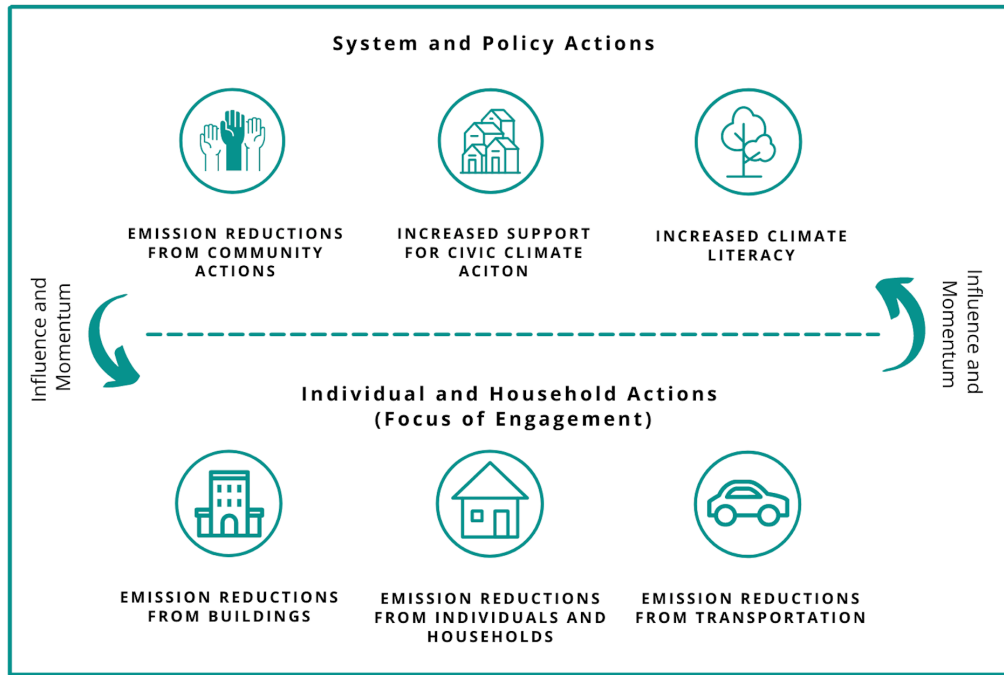 System and Policy Actions
EMISSION REDUCTIONS
FROM COMMUNITY
ACTIONS
INCREASED SUPPORT
FOR CIVIC CLIMATE
ACITON
INCREASED CLIMATE
LITERACY
Influence and
Momentum
Influence and
Momentum
Individual and Household Actions
(Focus of Engagement)
EMISSION REDUCTIONS
FROM BUILDINGS
EMISSION REDUCTIONS
FROM INDIVIDUALS AND
HOUSEHOLDS
EMISSION REDUCTIONS
FROM TRANSPORTATION